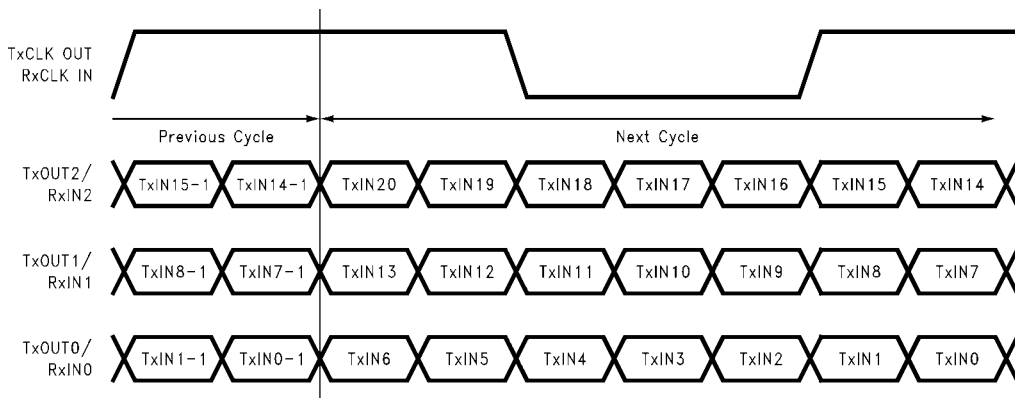 TxCLK OUT
RxCLK IN
Previous Cycle
Next Cycle
TxOUT2/
RxIN2
TxIN15-1 TxIN14-1 TxIN20 TxIN19 TxIN18 TxIN17 TxIN16 TxIN15 TxIN14
TxOUT1/
RxIN1
TxIN8-1 TxIN7-1 TxIN13 TxIN12 TxIN11 TxIN10 TxIN9 TxIN8 TxIN7
TxOUT0/
RxIN0
TxIN1-1 TxIN0-1 TxIN6 TxIN5 TxIN4 TxIN3 TxIN2 TxIN1 TxIN0